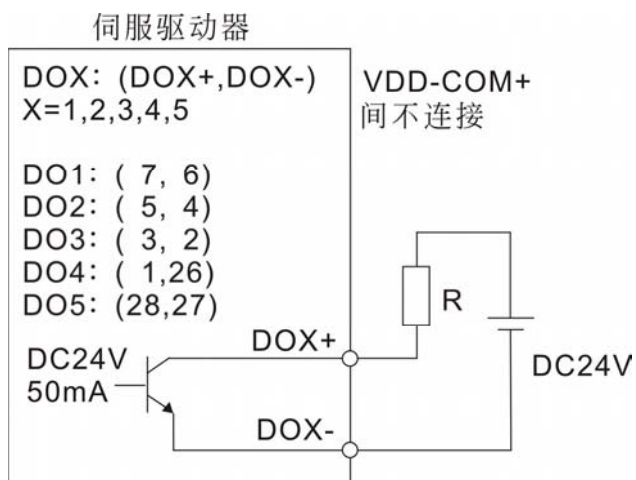 伺服驱动器
DOX: (DOX+,DOX-)
X=1,2,3,4,5
VDD-COM+
间不连接
DO1: ( 7, 6)
DO2: ( 5, 4)
DO3: ( 3, 2)
DO4: ( 1,26)
DO5: (28,27)
R
DOX+
DC24V
50mA
DC24V
DOX-